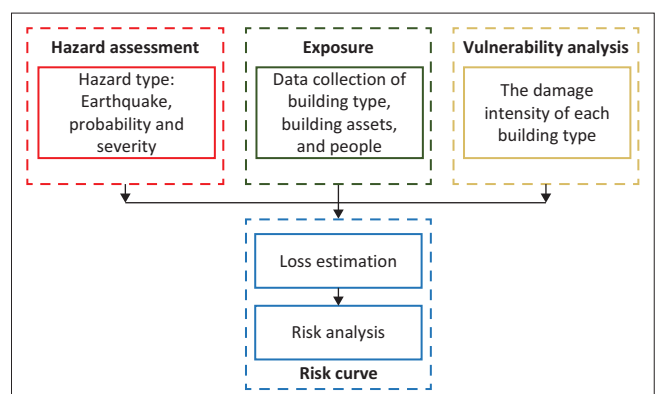 Hazard assessment
Hazard type:
Earthquake,
probability and
severity
Exposure
Data collection of
building type,
building assets,
and people
Vulnerability analysis
The damage
intensity of each
building type
Loss estimation
Risk analysis
Risk curve